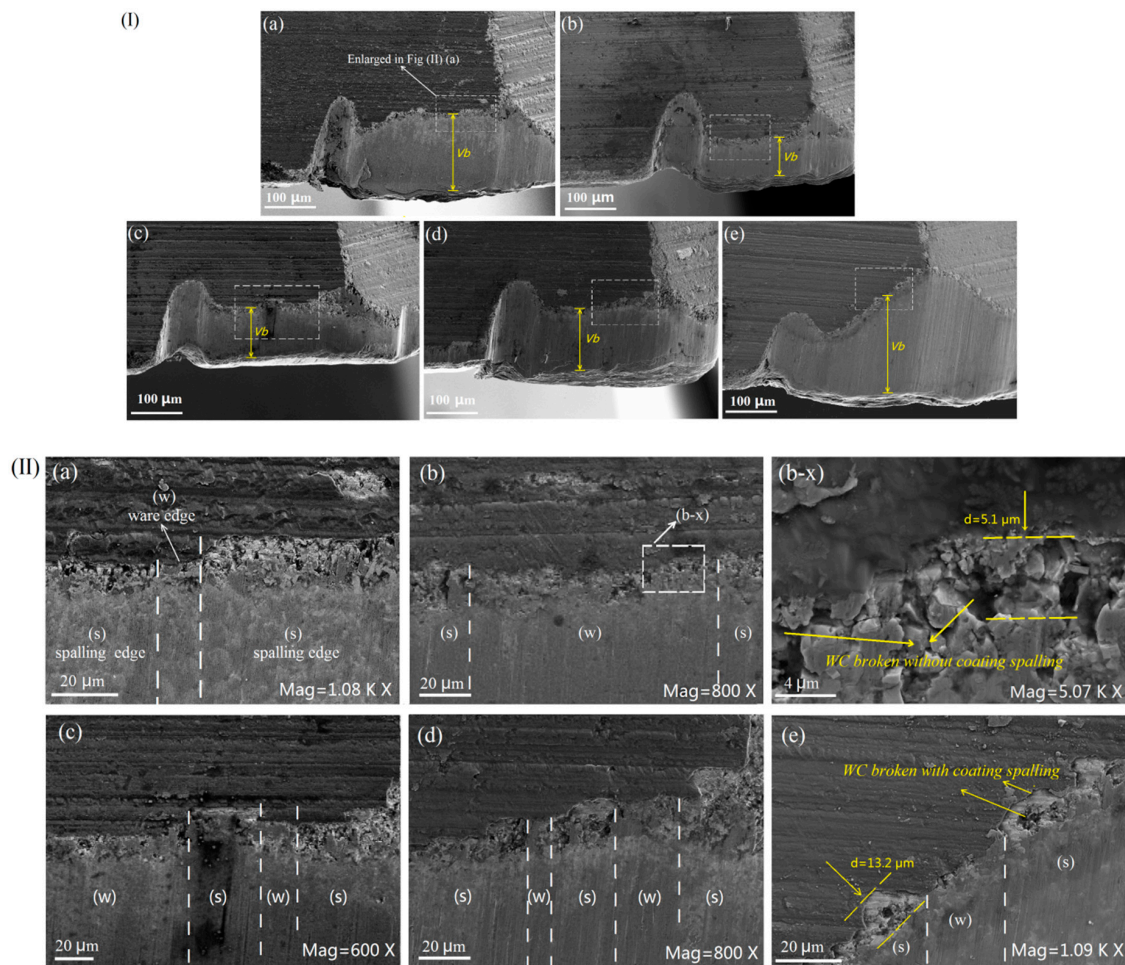 (I)
(a)
Enlarged in Fig (II) (a)
Vb
100 μm
(b)
Vb
100 μm
(c)
Vb
100 μm
(d)
Vb
100 μm
(e)
Vb
100 μm
(II)
(a)
(w)
ware edge
(s)
spalling edge
(s)
spalling edge
20 μm
Mag=1.08 K X
(b)
(b-x)
(s)
(w)
(s)
20 μm
Mag=800 X
(b-x)
d=5.1 μm
WC broken without coating spalling
4 μm
Mag=5.07 K X
(c)
(w)
(s)
(w)
(s)
20 μm
Mag=600 X
(d)
(s)
(w)
(s)
(w)
(s)
20 μm
Mag=800 X
(e)
WC broken with coating spalling
d=13.2 μm
(s)
(w)
(s)
20 μm
Mag=1.09 K X